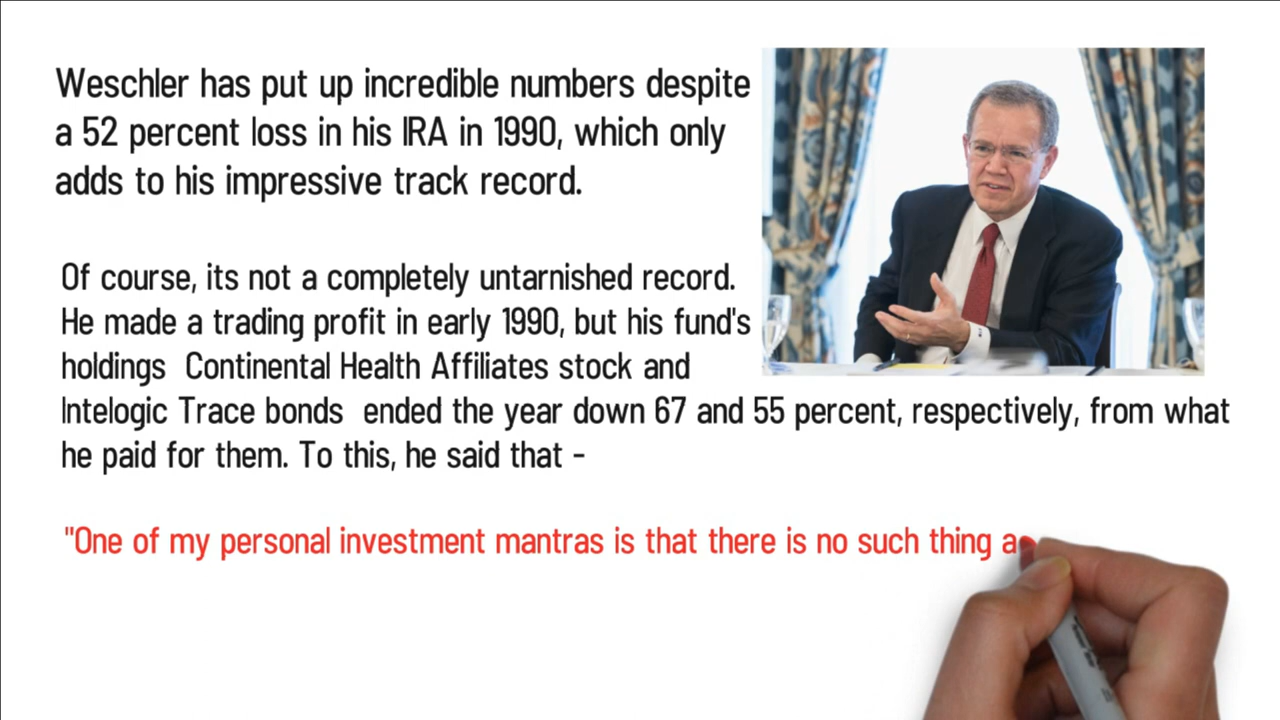 Weschler has put up incredible numbers despite
a 52 percent loss in his IRA in 1990, which only
adds to his impressive track record.
Of course, its not a completely untarnished record.
He made a trading profit in early 1990, but his fund's
holdings Continental Health Affiliates stock and
Intelogic Trace bonds ended the year down 67 and 55 percent, respectively, from what
he paid for them. To this, he said that -
"One of my personal investment mantras is that there is no such thing a